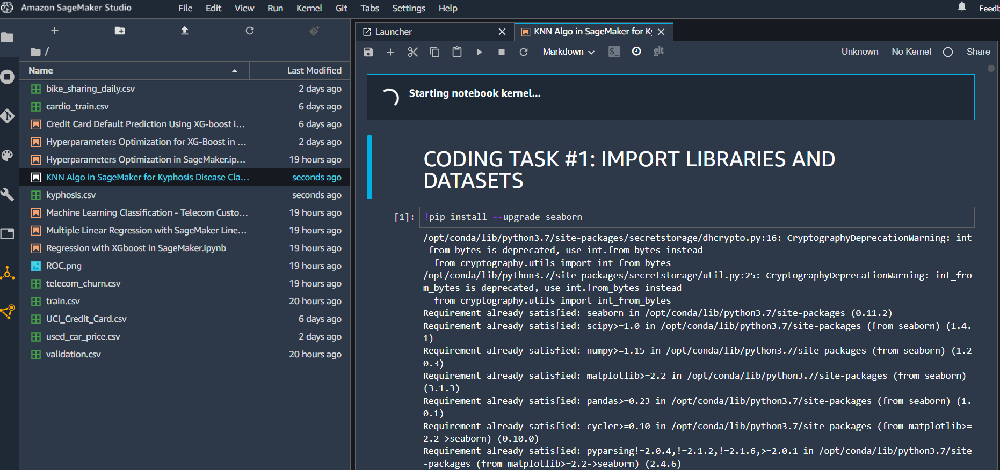 Amazon SageMaker Studio File Edit View Run Kernel Git Tabs Settings Help
/
Name Last Modified
bike_sharing_daily.csv 2 days ago
cardio_train.csv 6 days ago
Credit Card Default Prediction Using XG-boost i... 6 days ago
Hyperparameters Optimization for XG-Boost in ... 2 days ago
Hyperparameters Optimization in SageMaker.ip... 19 hours ago
KNN Algo in SageMaker for Kyphosis Disease Cla... seconds ago
kyphosis.csv seconds ago
Machine Learning Classification - Telecom Custo... 19 hours ago
Multiple Linear Regression with SageMaker Line... 19 hours ago
Regression with XGboost in SageMaker.ipynb 19 hours ago
ROC.png 19 hours ago
telecom_churn.csv 19 hours ago
train.csv 20 hours ago
UCI_Credit_Card.csv 6 days ago
used_car_price.csv 2 days ago
validation.csv 20 hours ago
Launcher KNN Algo in SageMaker for
Markdown $_ git Unknown No Kernel Share
Starting notebook kernel...
CODING TASK #1: IMPORT LIBRARIES AND
DATASETS
[1]: !pip install --upgrade seaborn
/opt/conda/lib/python3.7/site-packages/secretstorage/dhcrypto.py:16: CryptographyDeprecationWarning: int
_from_bytes is deprecated, use int.from_bytes instead
from cryptography.utils import int_from_bytes
/opt/conda/lib/python3.7/site-packages/secretstorage/util.py:25: CryptographyDeprecationWarning: int_fro
m_bytes is deprecated, use int.from_bytes instead
from cryptography.utils import int_from_bytes
Requirement already satisfied: seaborn in /opt/conda/lib/python3.7/site-packages (0.11.2)
Requirement already satisfied: scipy>=1.0 in /opt/conda/lib/python3.7/site-packages (from seaborn) (1.4.
1)
Requirement already satisfied: numpy>=1.15 in /opt/conda/lib/python3.7/site-packages (from seaborn) (1.2
0.3)
Requirement already satisfied: matplotlib>=2.2 in /opt/conda/lib/python3.7/site-packages (from seaborn)
(3.1.3)
Requirement already satisfied: pandas>=0.23 in /opt/conda/lib/python3.7/site-packages (from seaborn) (1.
0.1)
Requirement already satisfied: cycler>=0.10 in /opt/conda/lib/python3.7/site-packages (from matplotlib>=
2.2->seaborn) (0.10.0)
Requirement already satisfied: pyparsing!=2.0.4,!=2.1.2,!=2.1.6,>=2.0.1 in /opt/conda/lib/python3.7/site
-packages (from matplotlib>=2.2->seaborn) (2.4.6)